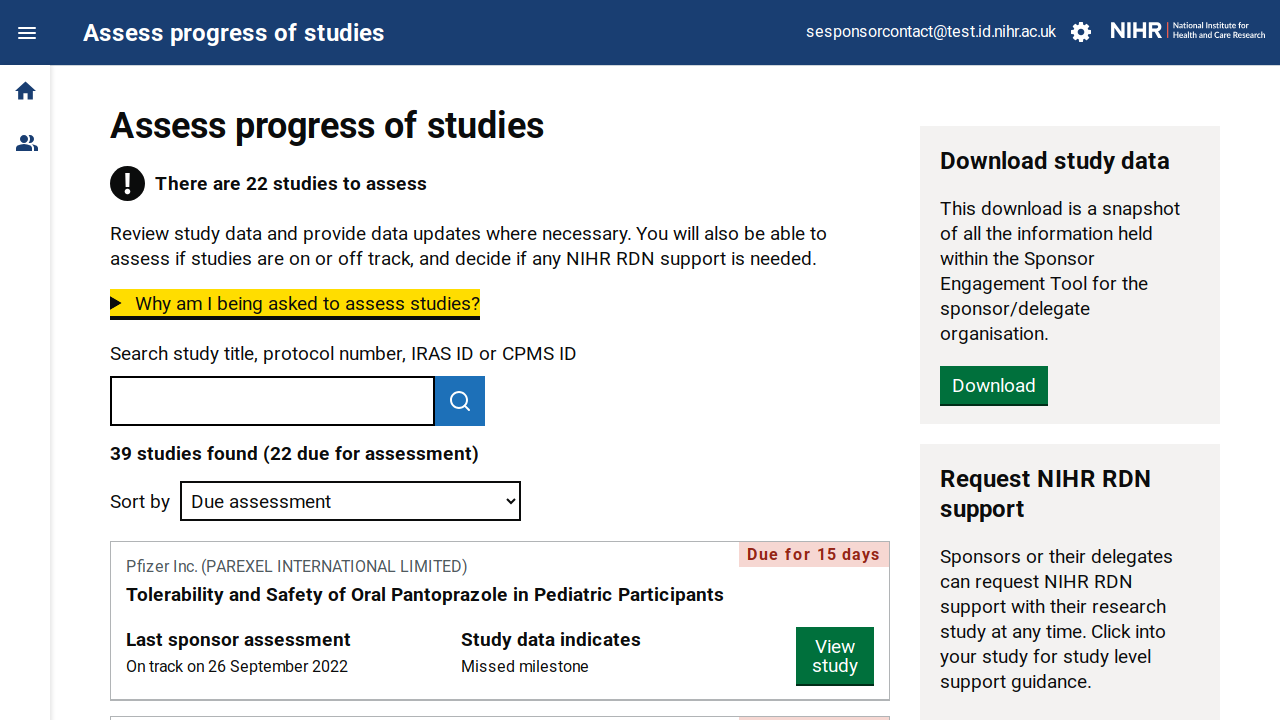 Assess progress of studies
sesponsorcontact@test.id.nihr.ac.uk
NIHR | National Institute for
Health and Care Research
Assess progress of studies
There are 22 studies to assess
Review study data and provide data updates where necessary. You will also be able to
assess if studies are on or off track, and decide if any NIHR RDN support is needed.
Why am I being asked to assess studies?
Search study title, protocol number, IRAS ID or CPMS ID
39 studies found (22 due for assessment)
Sort by
Due assessment
Due for 15 days
Pfizer Inc. (PAREXEL INTERNATIONAL LIMITED)
Tolerability and Safety of Oral Pantoprazole in Pediatric Participants
Last sponsor assessment
On track on 26 September 2022
Study data indicates
Missed milestone
View
study
Download study data
This download is a snapshot
of all the information held
within the Sponsor
Engagement Tool for the
sponsor/delegate
organisation.
Download
Request NIHR RDN
support
Sponsors or their delegates
can request NIHR RDN
support with their research
study at any time. Click into
your study for study level
support guidance.